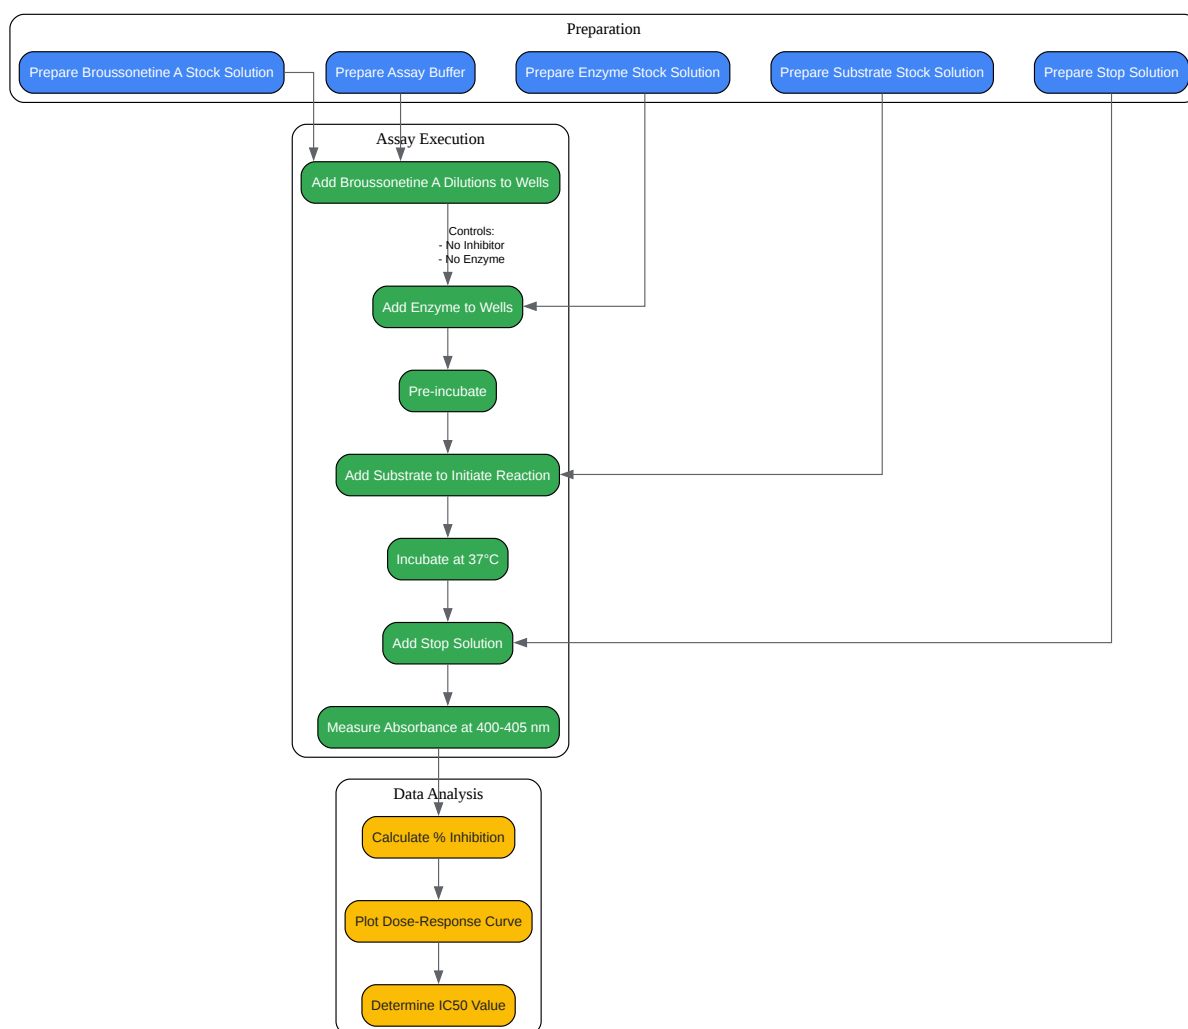 Preparation
Prepare Broussonetine A Stock Solution
Prepare Assay Buffer
Prepare Enzyme Stock Solution
Prepare Substrate Stock Solution
Prepare Stop Solution
Assay Execution
Add Broussonetine A Dilutions to Wells
Controls:
- No Inhibitor
- No Enzyme
Add Enzyme to Wells
Pre-incubate
Add Substrate to Initiate Reaction
Incubate at 37°C
Add Stop Solution
Measure Absorbance at 400-405 nm
Data Analysis
Calculate % Inhibition
Plot Dose-Response Curve
Determine IC50 Value